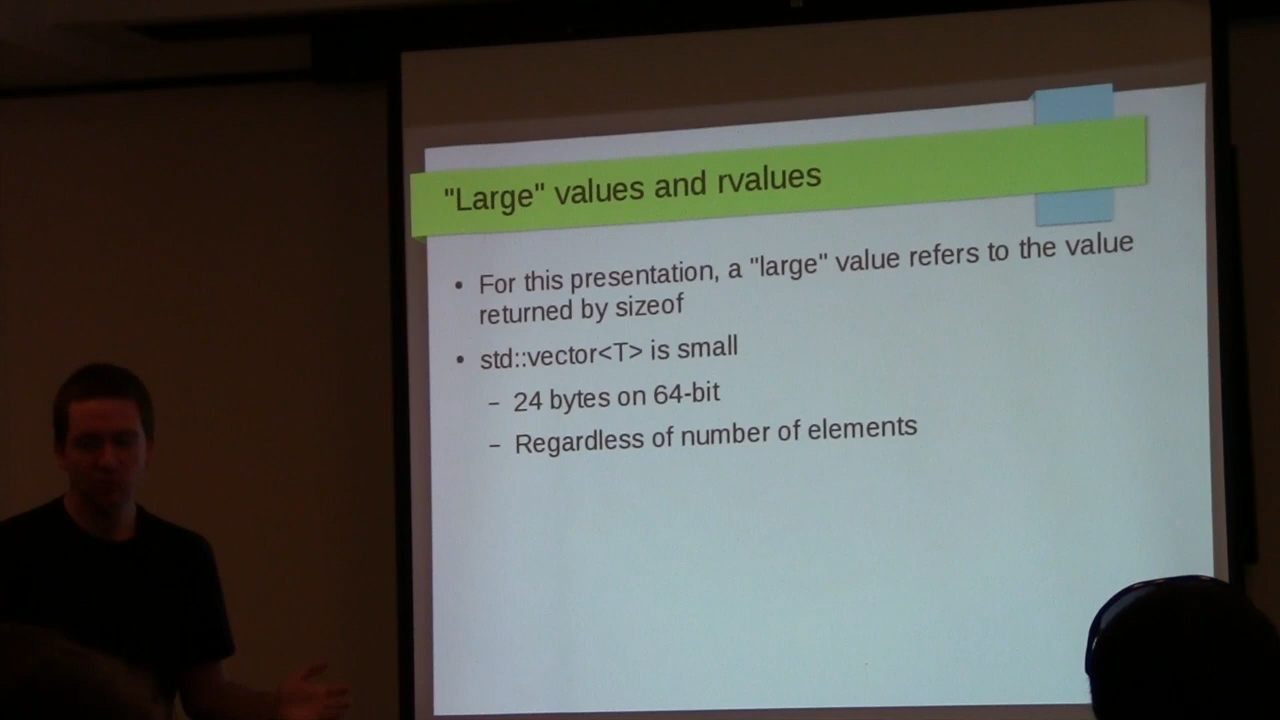 "Large" values and rvalues
• For this presentation, a "large" value refers to the value
returned by sizeof
• std::vector<T> is small
– 24 bytes on 64-bit
– Regardless of number of elements